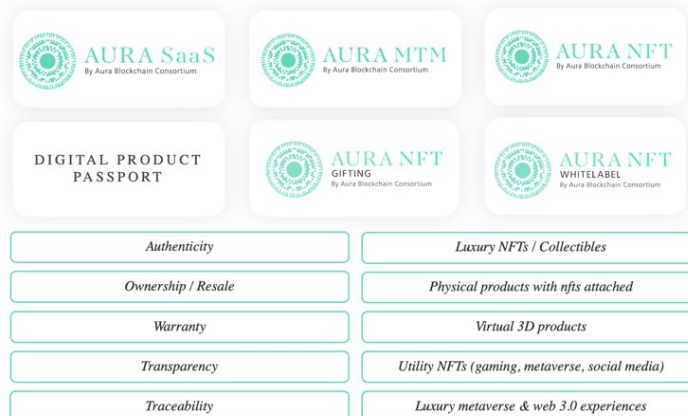 AURA SaaS
By Aura Blockchain Consortium
AURA MTM
By Aura Blockchain Consortium
AURA NFT
By Aura Blockchain Consortium
DIGITAL PRODUCT
PASSPORT
AURA NFT
GIFTING
By Aura Blockchain Consortium
AURA NFT
WHITELABEL
By Aura Blockchain Consortium
Authenticity
Luxury NFTs / Collectibles
Ownership / Resale
Physical products with nfts attached
Warranty
Virtual 3D products
Transparency
Utility NFTs (gaming, metaverse, social media)
Traceability
Luxury metaverse & web 3.0 experiences